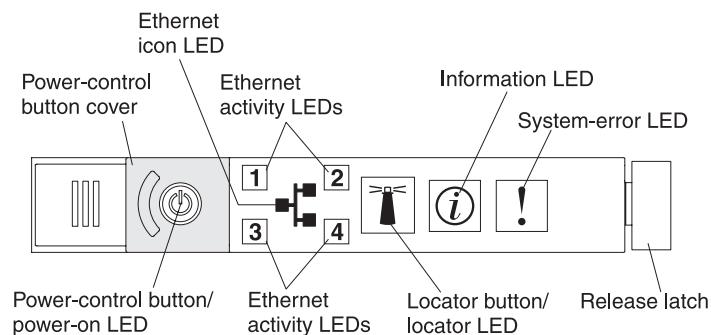 Ethernet
icon LED
Power-control
button cover
Ethernet
activity LEDs
Information LED
System-error LED
1
2
i
!
3
4
Power-control button/
power-on LED
Ethernet
activity LEDs
Locator button/
locator LED
Release latch